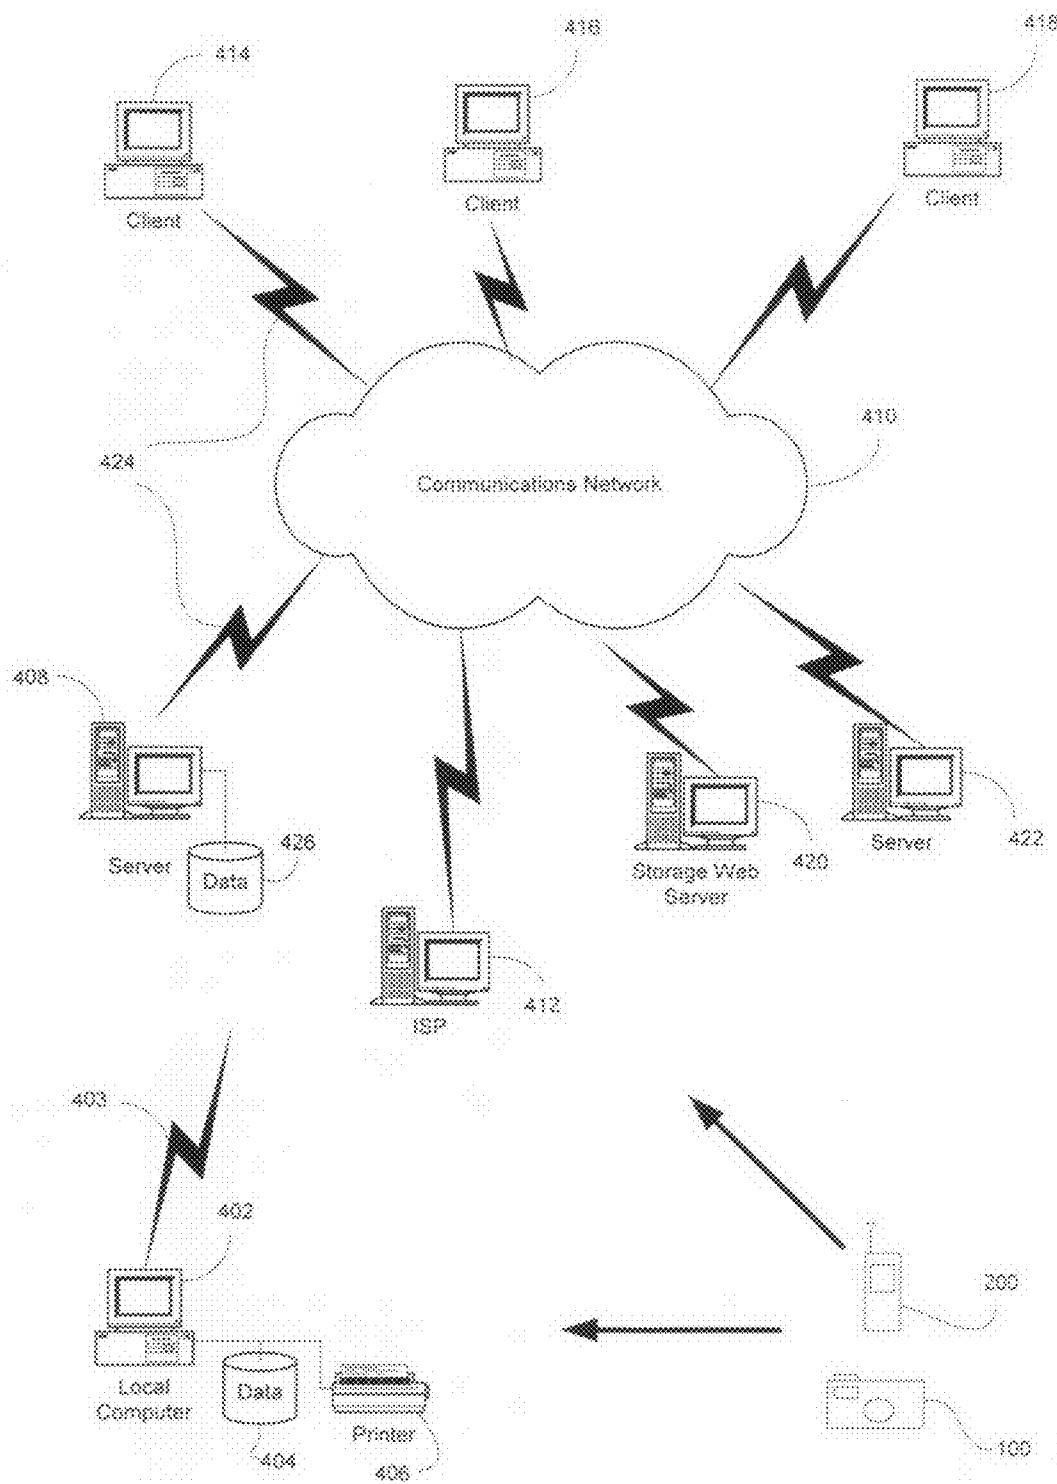 414
416
418
Client
Client
Client
410
424
Communications Network
408
Server
426
Data
420
Storage Web
Server
Server
422
412
ISP
403
402
200
Local
Computer
Data
404
Printer
406
100